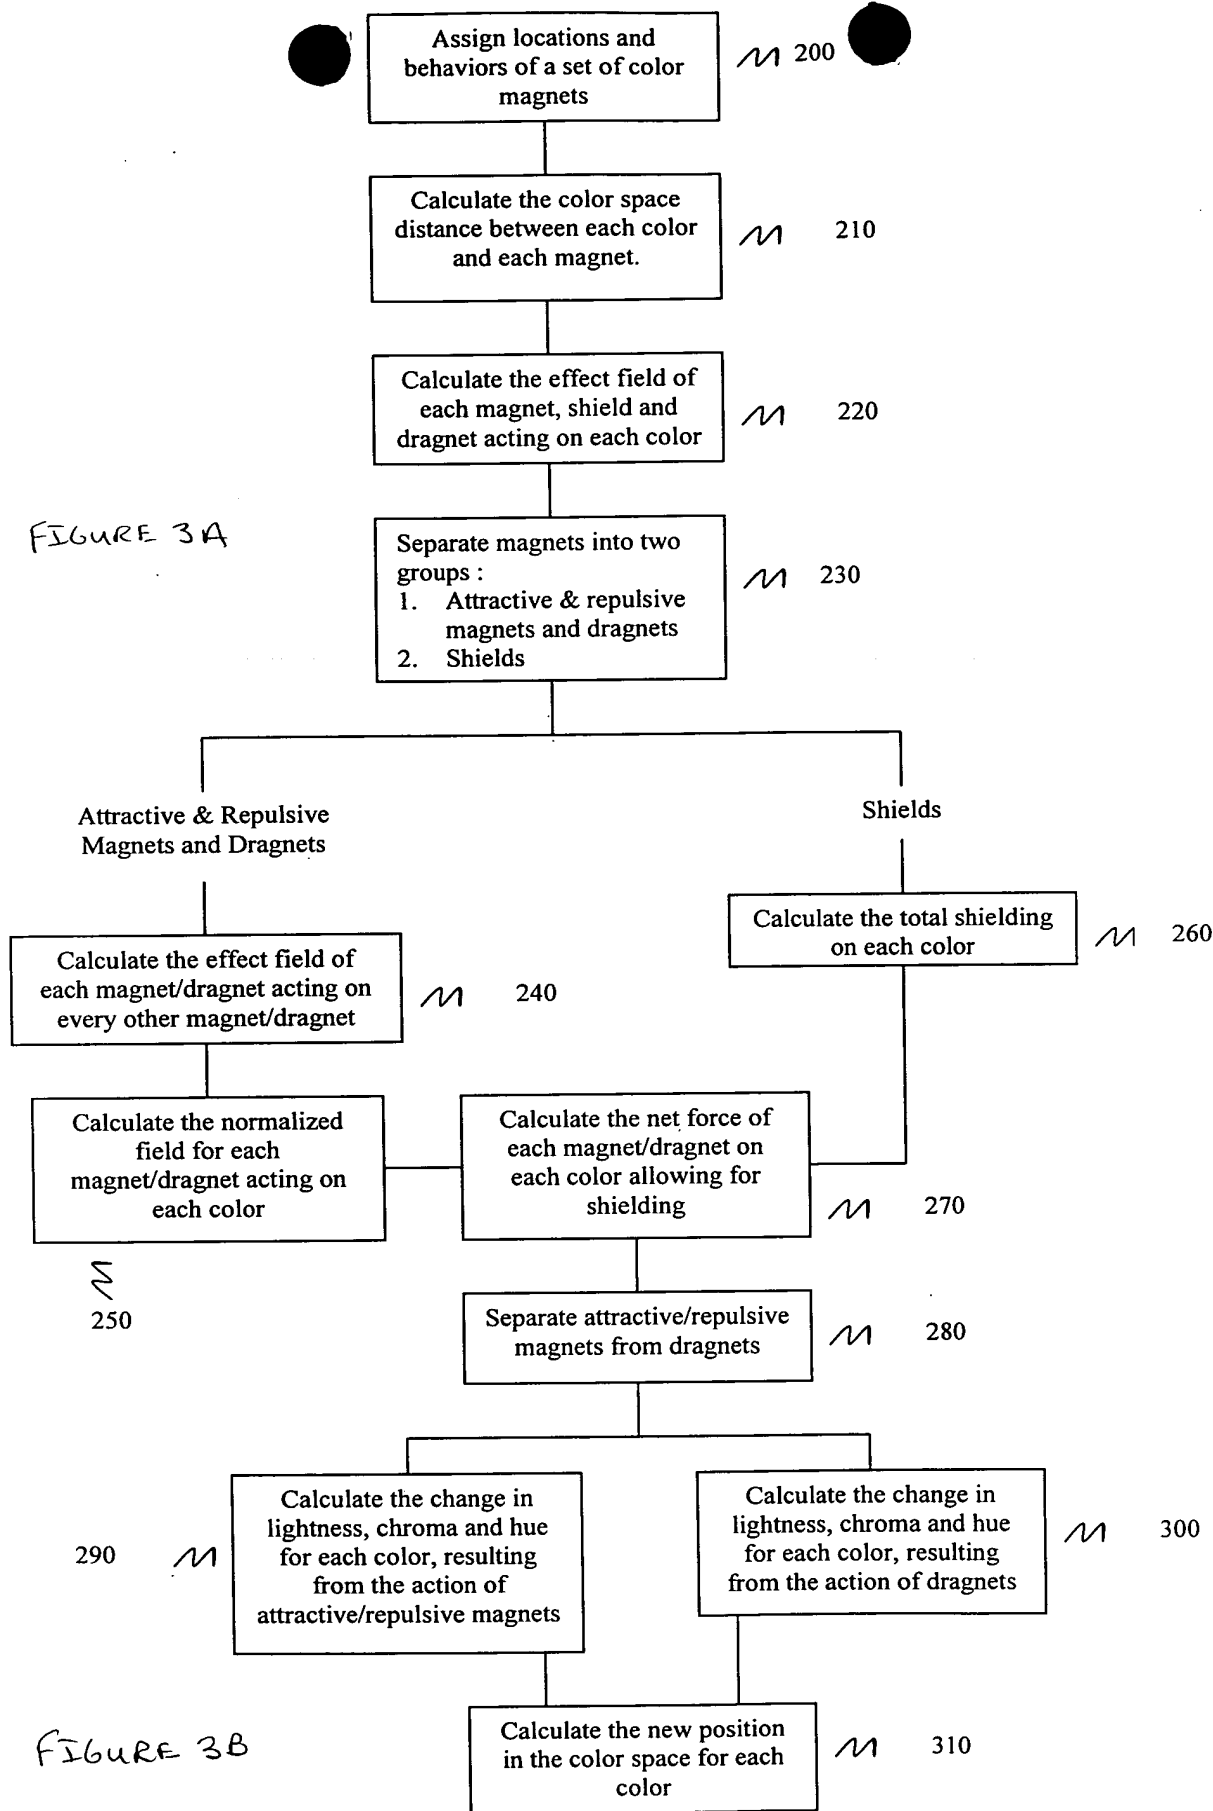 Assign locations and
behaviors of a set of color
magnets
200
Calculate the color space
distance between each color
and each magnet.
210
Calculate the effect field of
each magnet, shield and
dragnet acting on each color
220
FIGURE 3A
Separate magnets into two
groups :
1. Attractive & repulsive
magnets and dragnets
2. Shields
230
Attractive & Repulsive
Magnets and Dragnets
Shields
Calculate the total shielding
on each color
260
Calculate the effect field of
each magnet/dragnet acting on
every other magnet/dragnet
240
Calculate the normalized
field for each
magnet/dragnet acting on
each color
250
Calculate the net force of
each magnet/dragnet on
each color allowing for
shielding
270
Separate attractive/repulsive
magnets from dragnets
280
Calculate the change in
lightness, chroma and hue
for each color, resulting
from the action of
attractive/repulsive magnets
290
Calculate the change in
lightness, chroma and hue
for each color, resulting
from the action of dragnets
300
FIGURE 3B
Calculate the new position
in the color space for each
color
310